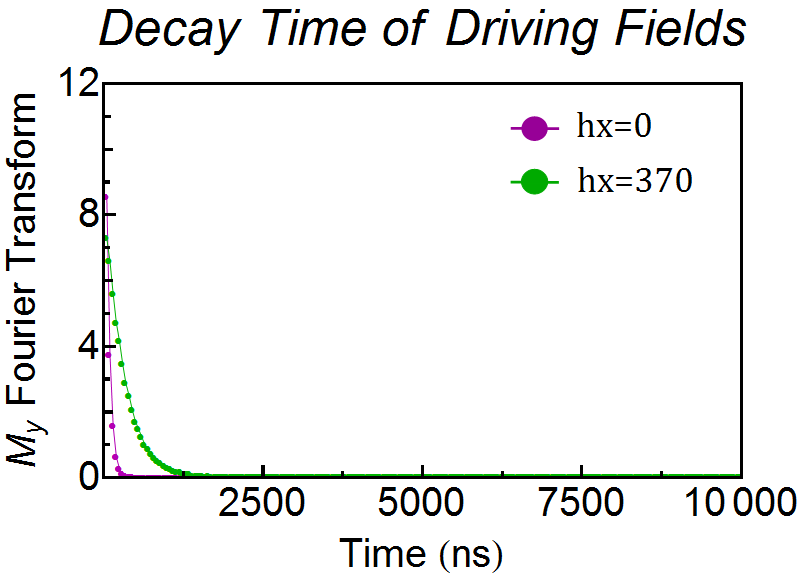 Decay Time of Driving Fields
12
hx=0
hx=370
8
4
0
2500
5000
7500
10 000
My Fourier Transform
Time (ns)